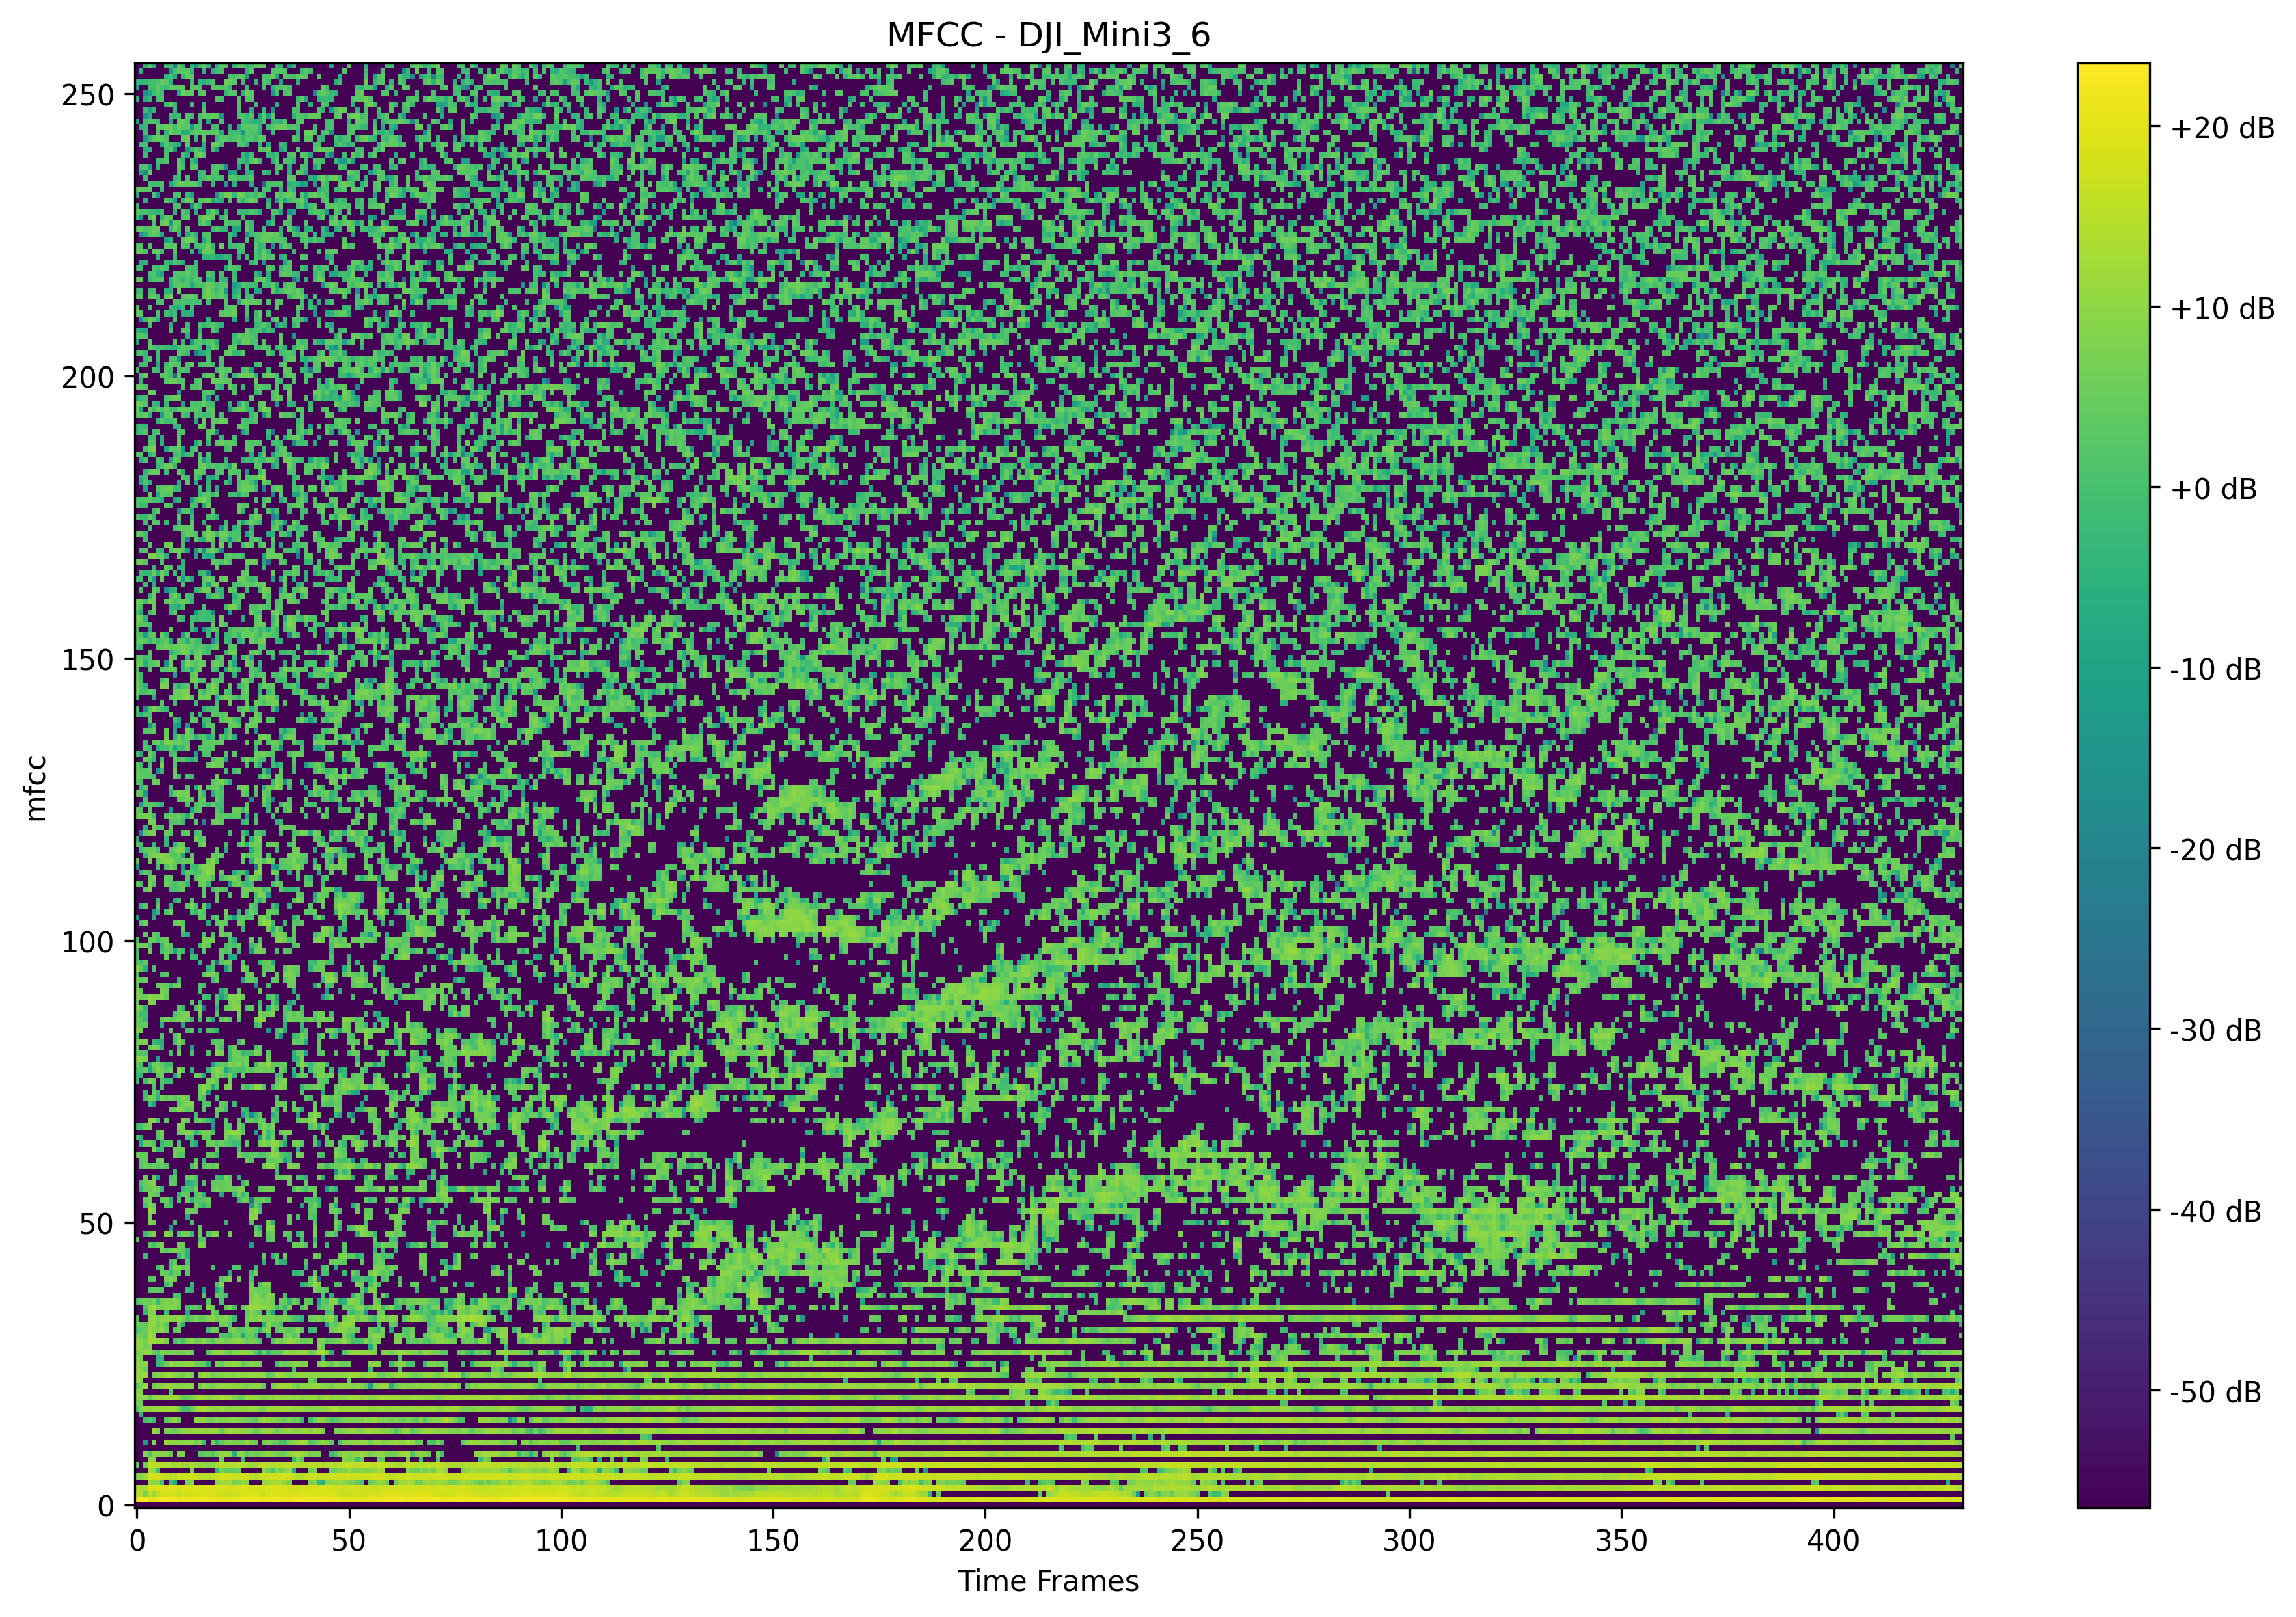 MFCC - DJI_Mini3_6
250
200
150
100
50
0
mfcc
0 50 100 150 200 250 300 350 400
Time Frames
+20 dB
+10 dB
+0 dB
-10 dB
-20 dB
-30 dB
-40 dB
-50 dB